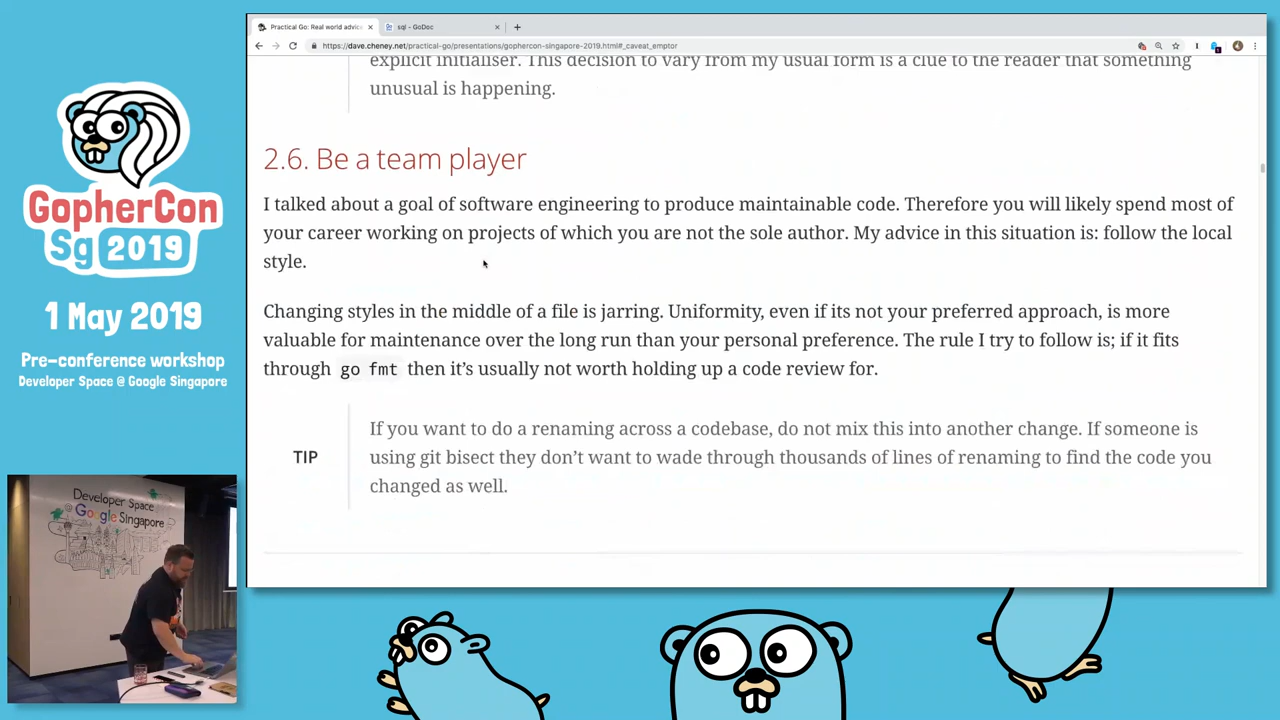 Practical Go: Real world advice
sql - GoDoc
https://dave.cheney.net/practical-go/presentations/gophercon-singapore-2019.html#_caveat_emptor
explicit initialiser. This decision to vary from my usual form is a clue to the reader that something
unusual is happening.
2.6. Be a team player
I talked about a goal of software engineering to produce maintainable code. Therefore you will likely spend most of
your career working on projects of which you are not the sole author. My advice in this situation is: follow the local
style.
Changing styles in the middle of a file is jarring. Uniformity, even if its not your preferred approach, is more
valuable for maintenance over the long run than your personal preference. The rule I try to follow is; if it fits
through go fmt then it’s usually not worth holding up a code review for.
TIP
If you want to do a renaming across a codebase, do not mix this into another change. If someone is
using git bisect they don’t want to wade through thousands of lines of renaming to find the code you
changed as well.
GopherCon
Sg 2019
1 May 2019
Pre-conference workshop
Developer Space @ Google Singapore
Developer Space
@ Google Singapore